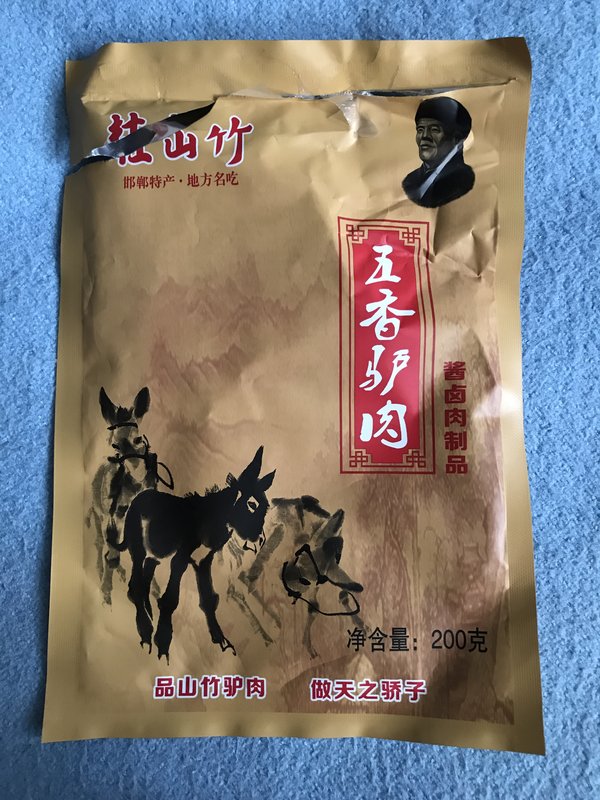 桂山竹
邯郸特产·地方名吃
五香驴肉
酱卤肉制品
净含量：200克
品山竹驴肉 做天之骄子